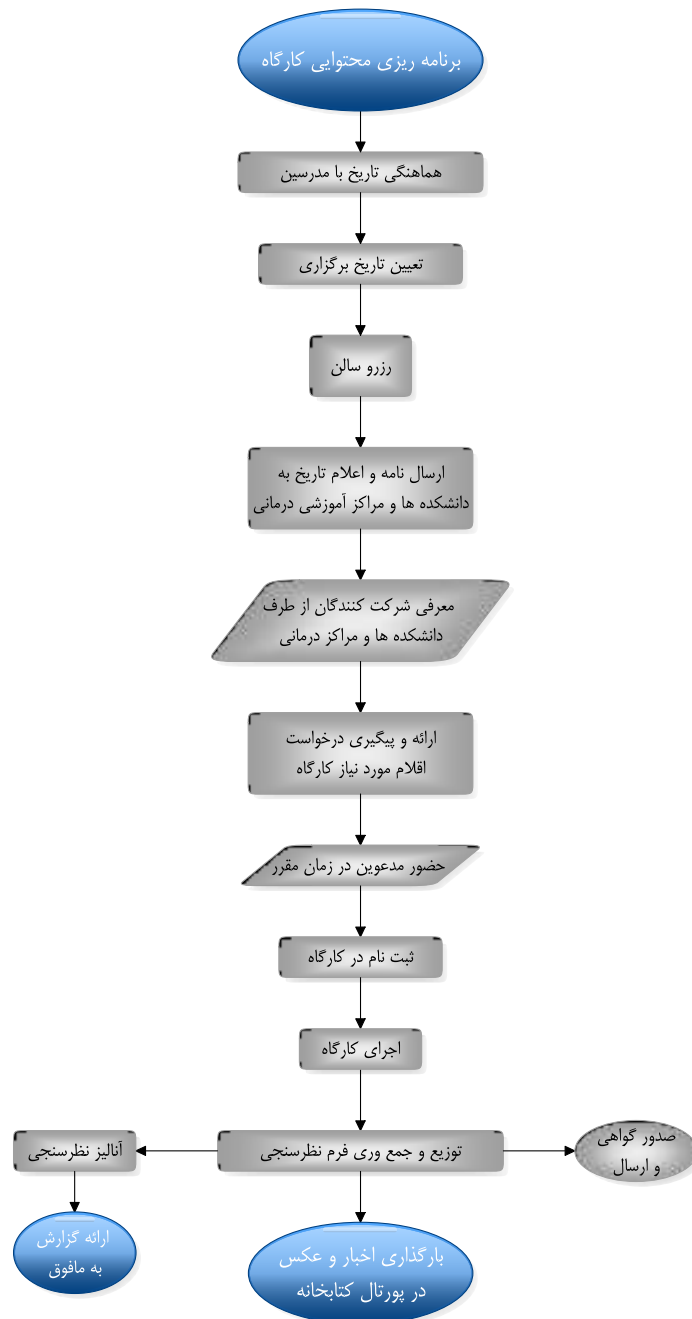 برنامه ریزی محتوایی کارگاه
هماهنگی تاریخ با مدرسین
تعیین تاریخ برگزاری
رزرو سالن
ارسال نامه و اعلام تاریخ به
دانشکده ها و مراکز آموزشی درمانی
معرفی شرکت کنندگان از طرف
دانشکده ها و مراکز درمانی
ارائه و پیگیری درخواست
اقلام مورد نیاز کارگاه
حضور مدعوین در زمان مقرر
ثبت نام در کارگاه
اجرای کارگاه
صدور گواهی
و ارسال
توزیع و جمع وری فرم نظرسنجی
آنالیز نظرسنجی
بارگذاری اخبار و عکس
در پورتال کتابخانه
ارائه گزارش
به مافوق